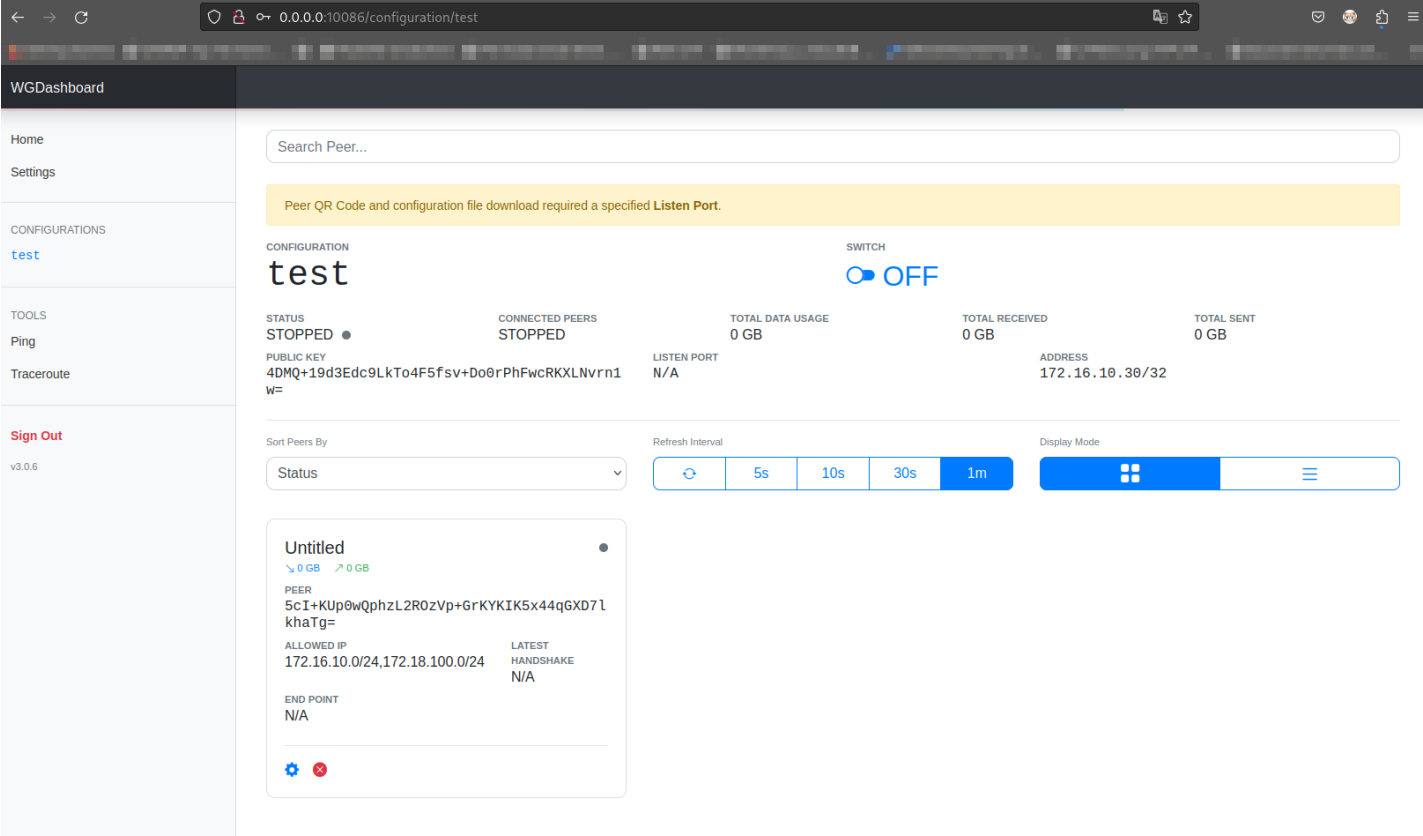 0.0.0.0:10086/configuration/test
WGDashboard
Home
Settings
CONFIGURATIONS
test
TOOLS
Ping
Traceroute
Sign Out
v3.0.6
Search Peer...
Peer QR Code and configuration file download required a specified Listen Port.
CONFIGURATION
test
SWITCH
OFF
STATUS
STOPPED
CONNECTED PEERS
STOPPED
TOTAL DATA USAGE
0 GB
TOTAL RECEIVED
0 GB
TOTAL SENT
0 GB
PUBLIC KEY
4DMQ+19d3Edc9LkTo4F5fsv+Do0rPhFwcRKXLNvrn1
w=
LISTEN PORT
N/A
ADDRESS
172.16.10.30/32
Sort Peers By
Status
Refresh Interval
5s 10s 30s 1m
Display Mode
Untitled
0 GB 0 GB
PEER
5cI+KUp0wQphzL2ROzVp+GrKYKIK5x44qGXD7l
khaTg=
ALLOWED IP
172.16.10.0/24,172.18.100.0/24
LATEST
HANDSHAKE
N/A
END POINT
N/A